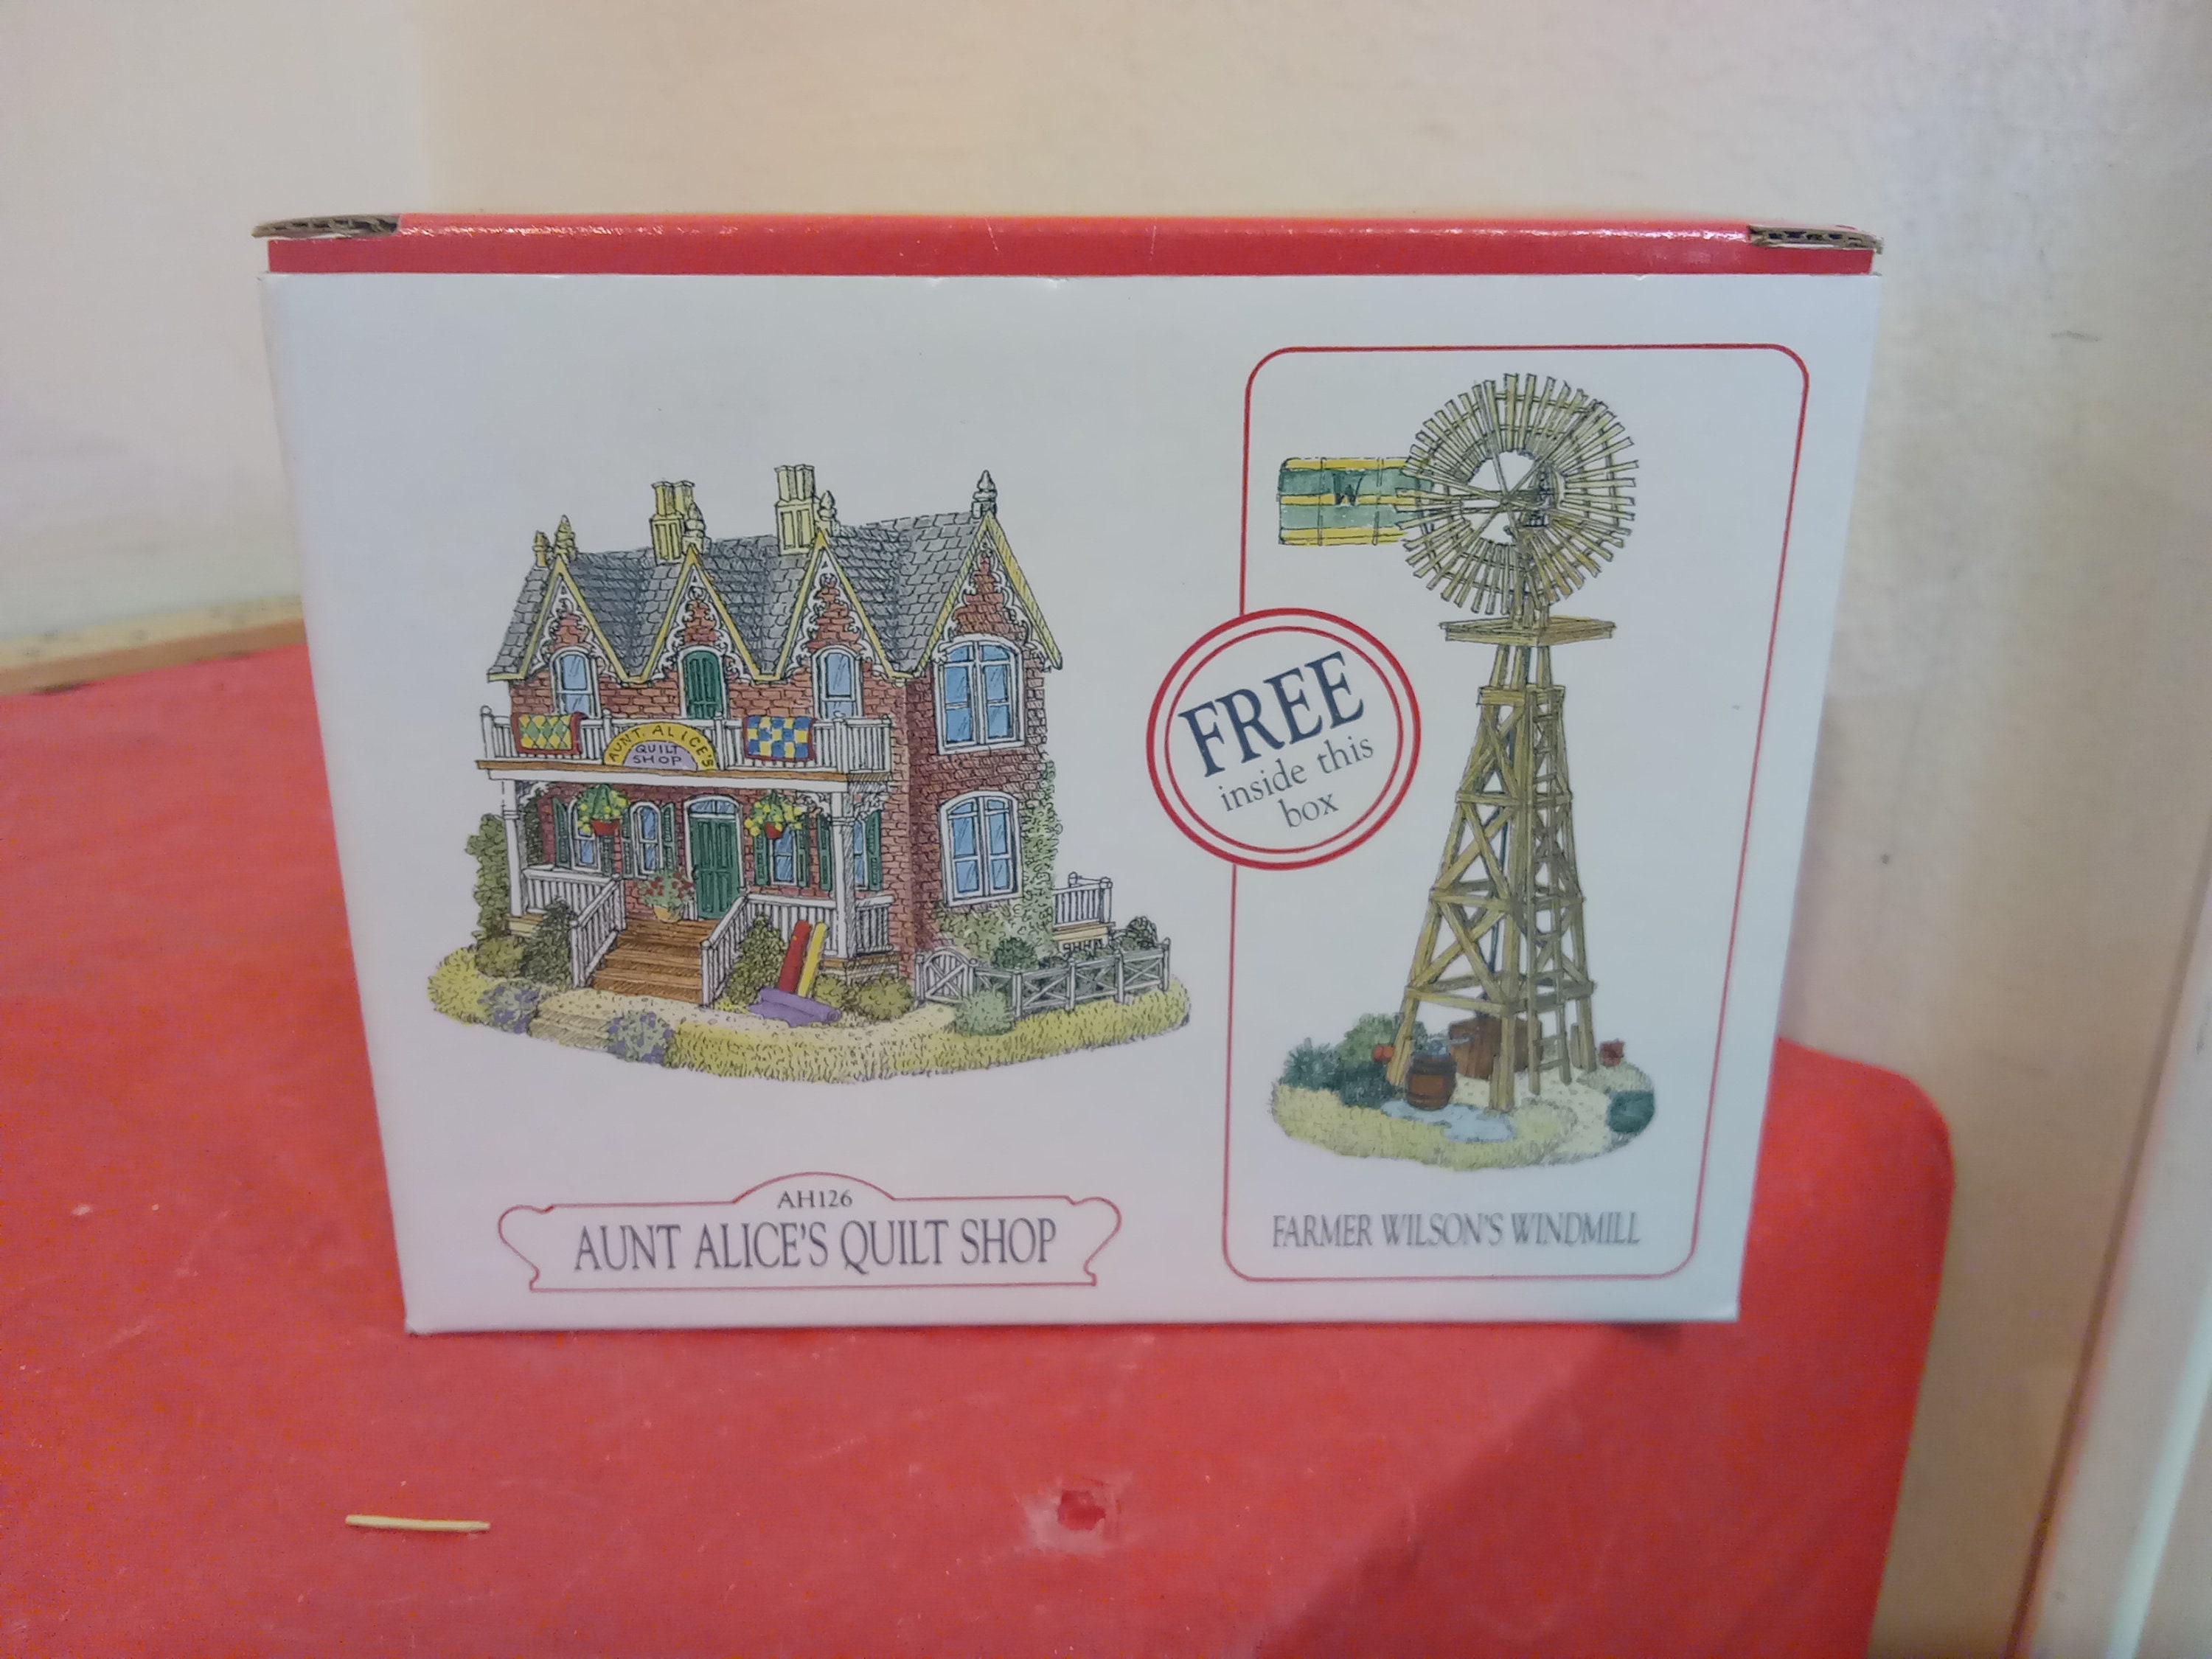 AUNT. ALICE'S
QUILT
SHOP
W
FREE
inside this
box
AH126
AUNT ALICE'S QUILT SHOP
FARMER WILSON'S WINDMILL